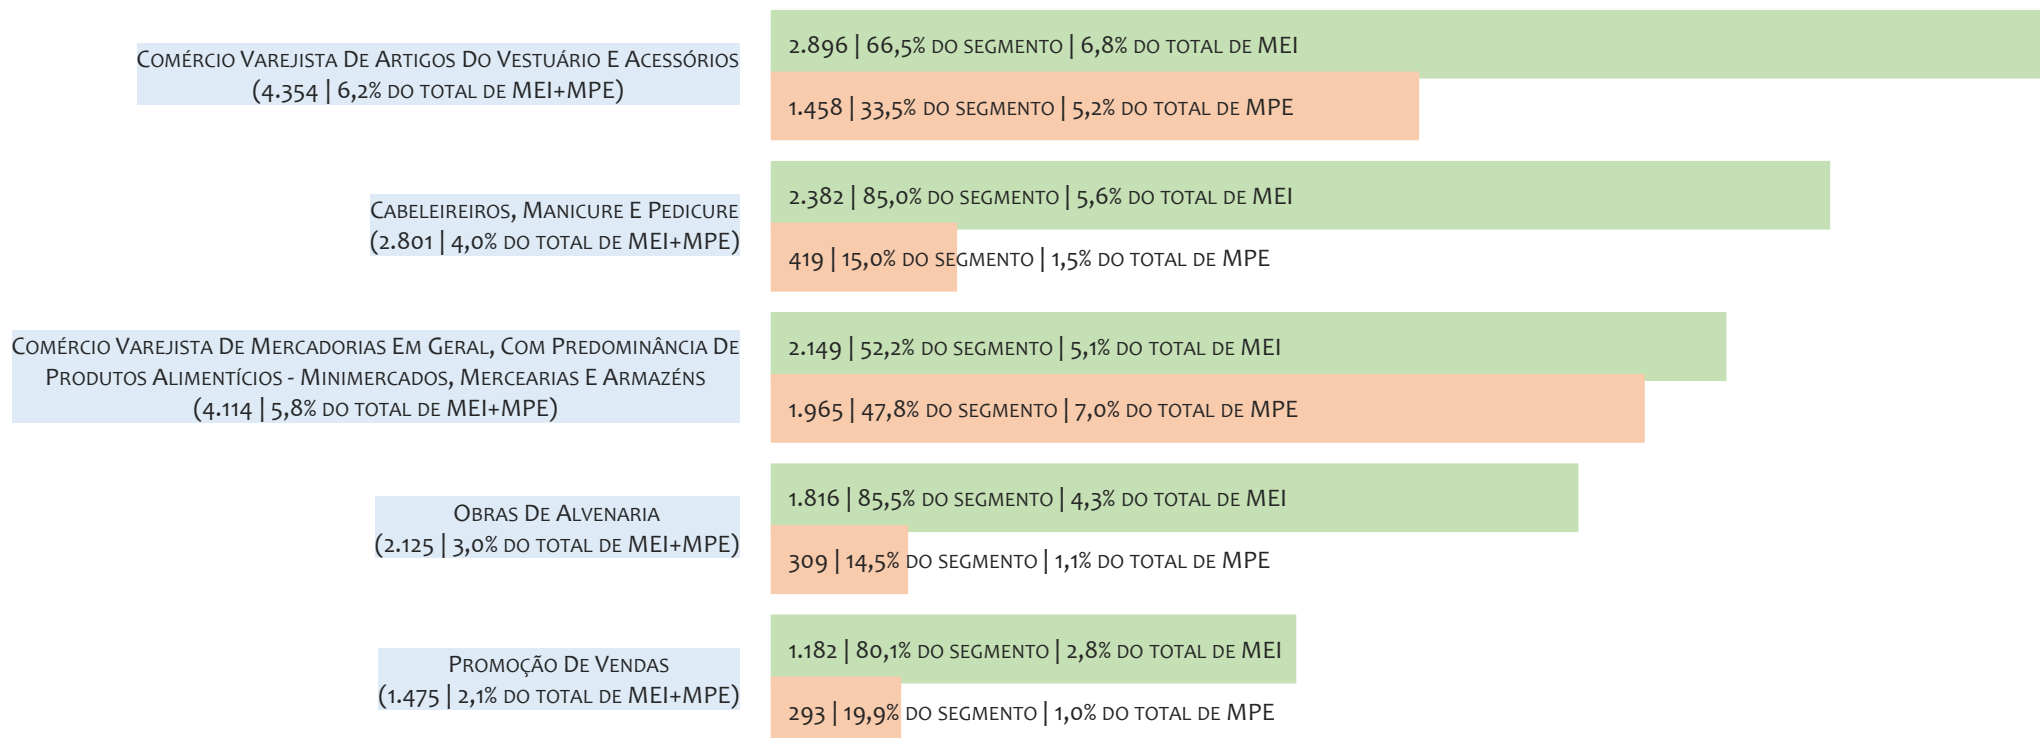 Comércio Varejista De Artigos Do Vestuário E Acessórios
(4.354 | 6,2% do total de MEI+MPE)
2.896 | 66,5% do segmento | 6,8% do total de MEI
1.458 | 33,5% do segmento | 5,2% do total de MPE
Cabeleireiros, Manicure E Pedicure
(2.801 | 4,0% do total de MEI+MPE)
2.382 | 85,0% do segmento | 5,6% do total de MEI
419 | 15,0% do segmento | 1,5% do total de MPE
Comércio Varejista De Mercadorias Em Geral, Com Predominância De
Produtos Alimentícios - Minimercados, Mercearias E Armazéns
(4.114 | 5,8% do total de MEI+MPE)
2.149 | 52,2% do segmento | 5,1% do total de MEI
1.965 | 47,8% do segmento | 7,0% do total de MPE
Obras De Alvenaria
(2.125 | 3,0% do total de MEI+MPE)
1.816 | 85,5% do segmento | 4,3% do total de MEI
309 | 14,5% do segmento | 1,1% do total de MPE
Promoção De Vendas
(1.475 | 2,1% do total de MEI+MPE)
1.182 | 80,1% do segmento | 2,8% do total de MEI
293 | 19,9% do segmento | 1,0% do total de MPE